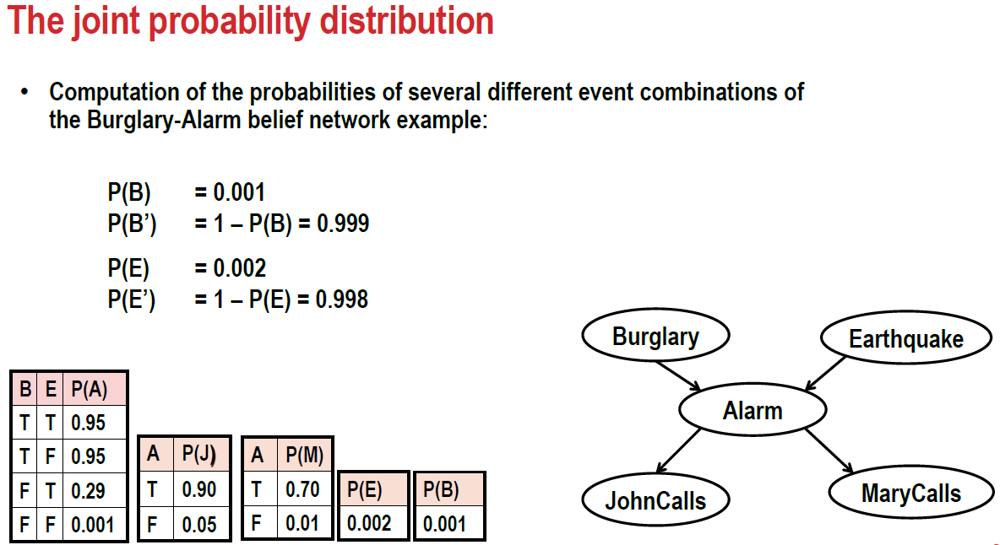 The joint probability distribution
• Computation of the probabilities of several different event combinations of
the Burglary-Alarm belief network example:
P(B) = 0.001
P(B’) = 1 – P(B) = 0.999
P(E) = 0.002
P(E’) = 1 – P(E) = 0.998
B E P(A)
T T 0.95
T F 0.95
F T 0.29
F F 0.001
A P(J)
T 0.90
F 0.05
A P(M)
T 0.70
F 0.01
P(E)
0.002
P(B)
0.001
Burglary
Earthquake
Alarm
JohnCalls
MaryCalls